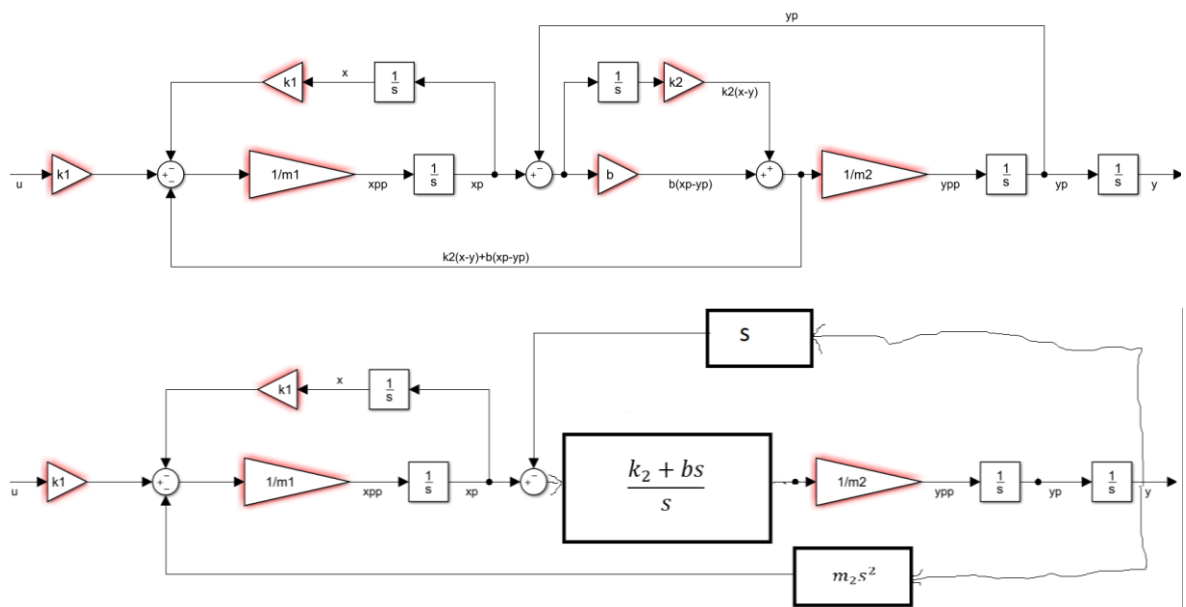 yp
k1
x
1
s
1
s
k2
k2(x-y)
u
k1
+
−
−
1/m1
xpp
1
s
xp
+
−
b
b(xp-yp)
+
+
1/m2
ypp
1
s
yp
1
s
y
k2(x-y)+b(xp-yp)
S
k1
x
1
s
u
k1
+
−
−
1/m1
xpp
1
s
xp
+
−
k₂ + bs
s
1/m2
ypp
1
s
yp
1
s
y
m₂s²